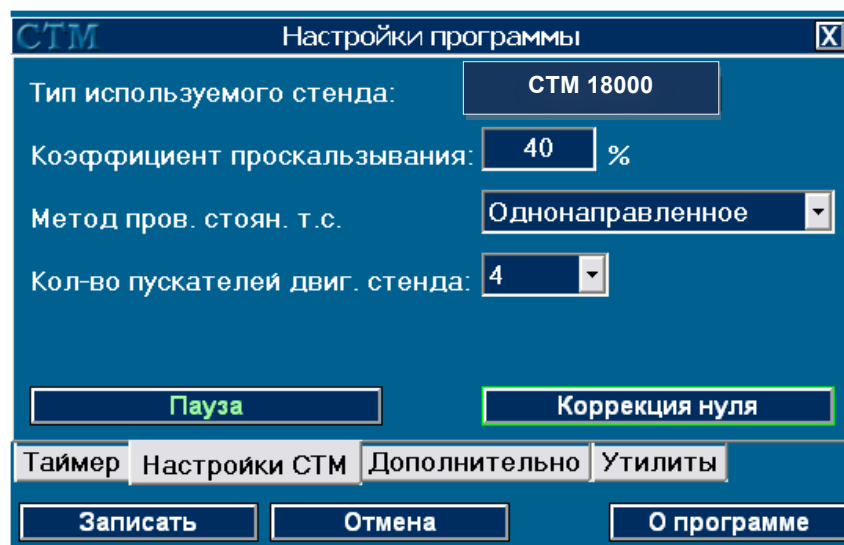 СТМ Настройки программы X
Тип используемого стенда: СТМ 18000
Коэффициент проскальзывания: 40 %
Метод пров. стоян. т.с. Однонаправленное
Кол-во пускателей двиг. стенда: 4
Пауза Коррекция нуля
Таймер Настройки СТМ Дополнительно Утилиты
Записать Отмена О программе